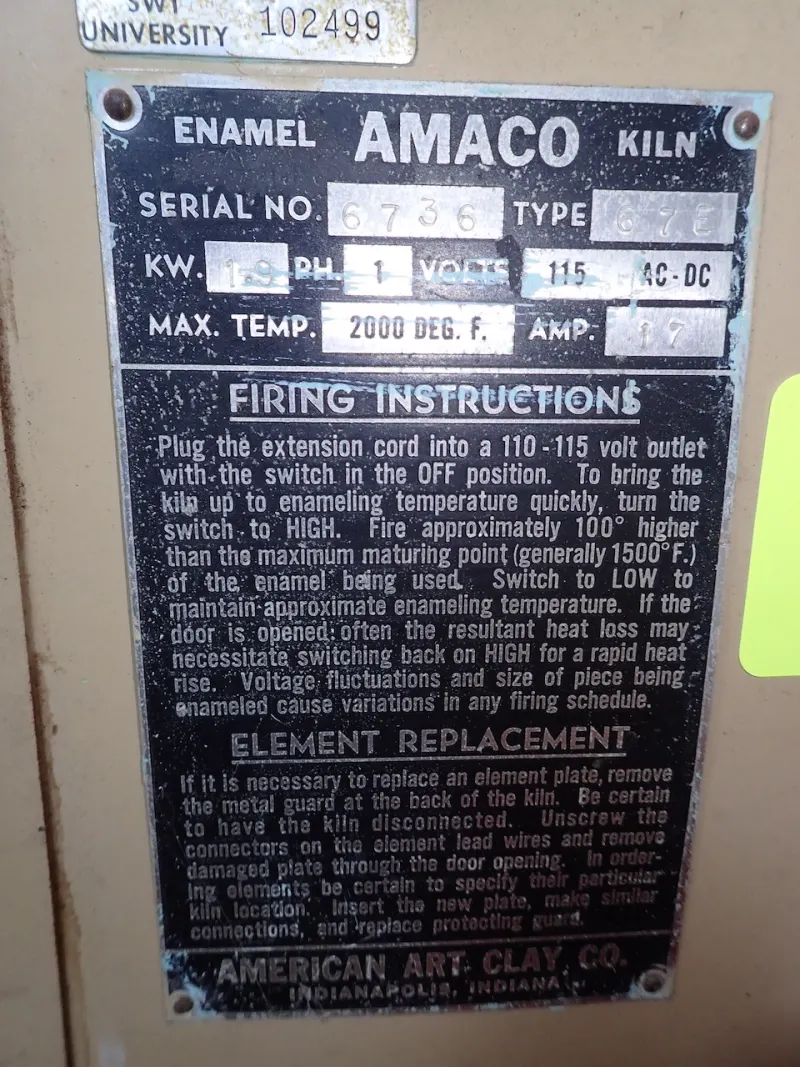 SWT
UNIVERSITY 102499
ENAMEL AMACO KILN
SERIAL NO. 6736 TYPE 67E
KW. 1.9 PH. 1 VOLTS 115 AC-DC
MAX. TEMP. 2000 DEG. F. AMP. 17
FIRING INSTRUCTIONS
Plug the extension cord into a 110-115 volt outlet
with the switch in the OFF position. To bring the
kiln up to enameling temperature quickly, turn the
switch to HIGH. Fire approximately 100° higher
than the maximum maturing point (generally 1500°F.)
of the enamel being used. Switch to LOW to
maintain approximate enameling temperature. If the
door is opened often the resultant heat loss may
necessitate switching back on HIGH for a rapid heat
rise. Voltage fluctuations and size of piece being
enameled cause variations in any firing schedule.
ELEMENT REPLACEMENT
If it is necessary to replace an element plate, remove
the metal guard at the back of the kiln. Be certain
to have the kiln disconnected. Unscrew the
connectors on the element lead wires and remove
damaged plate through the door opening. In order-
ing elements be certain to specify their particular
kiln location. Insert the new plate, make similar
connections, and replace protecting guard.
AMERICAN ART CLAY CO.
INDIANAPOLIS, INDIANA